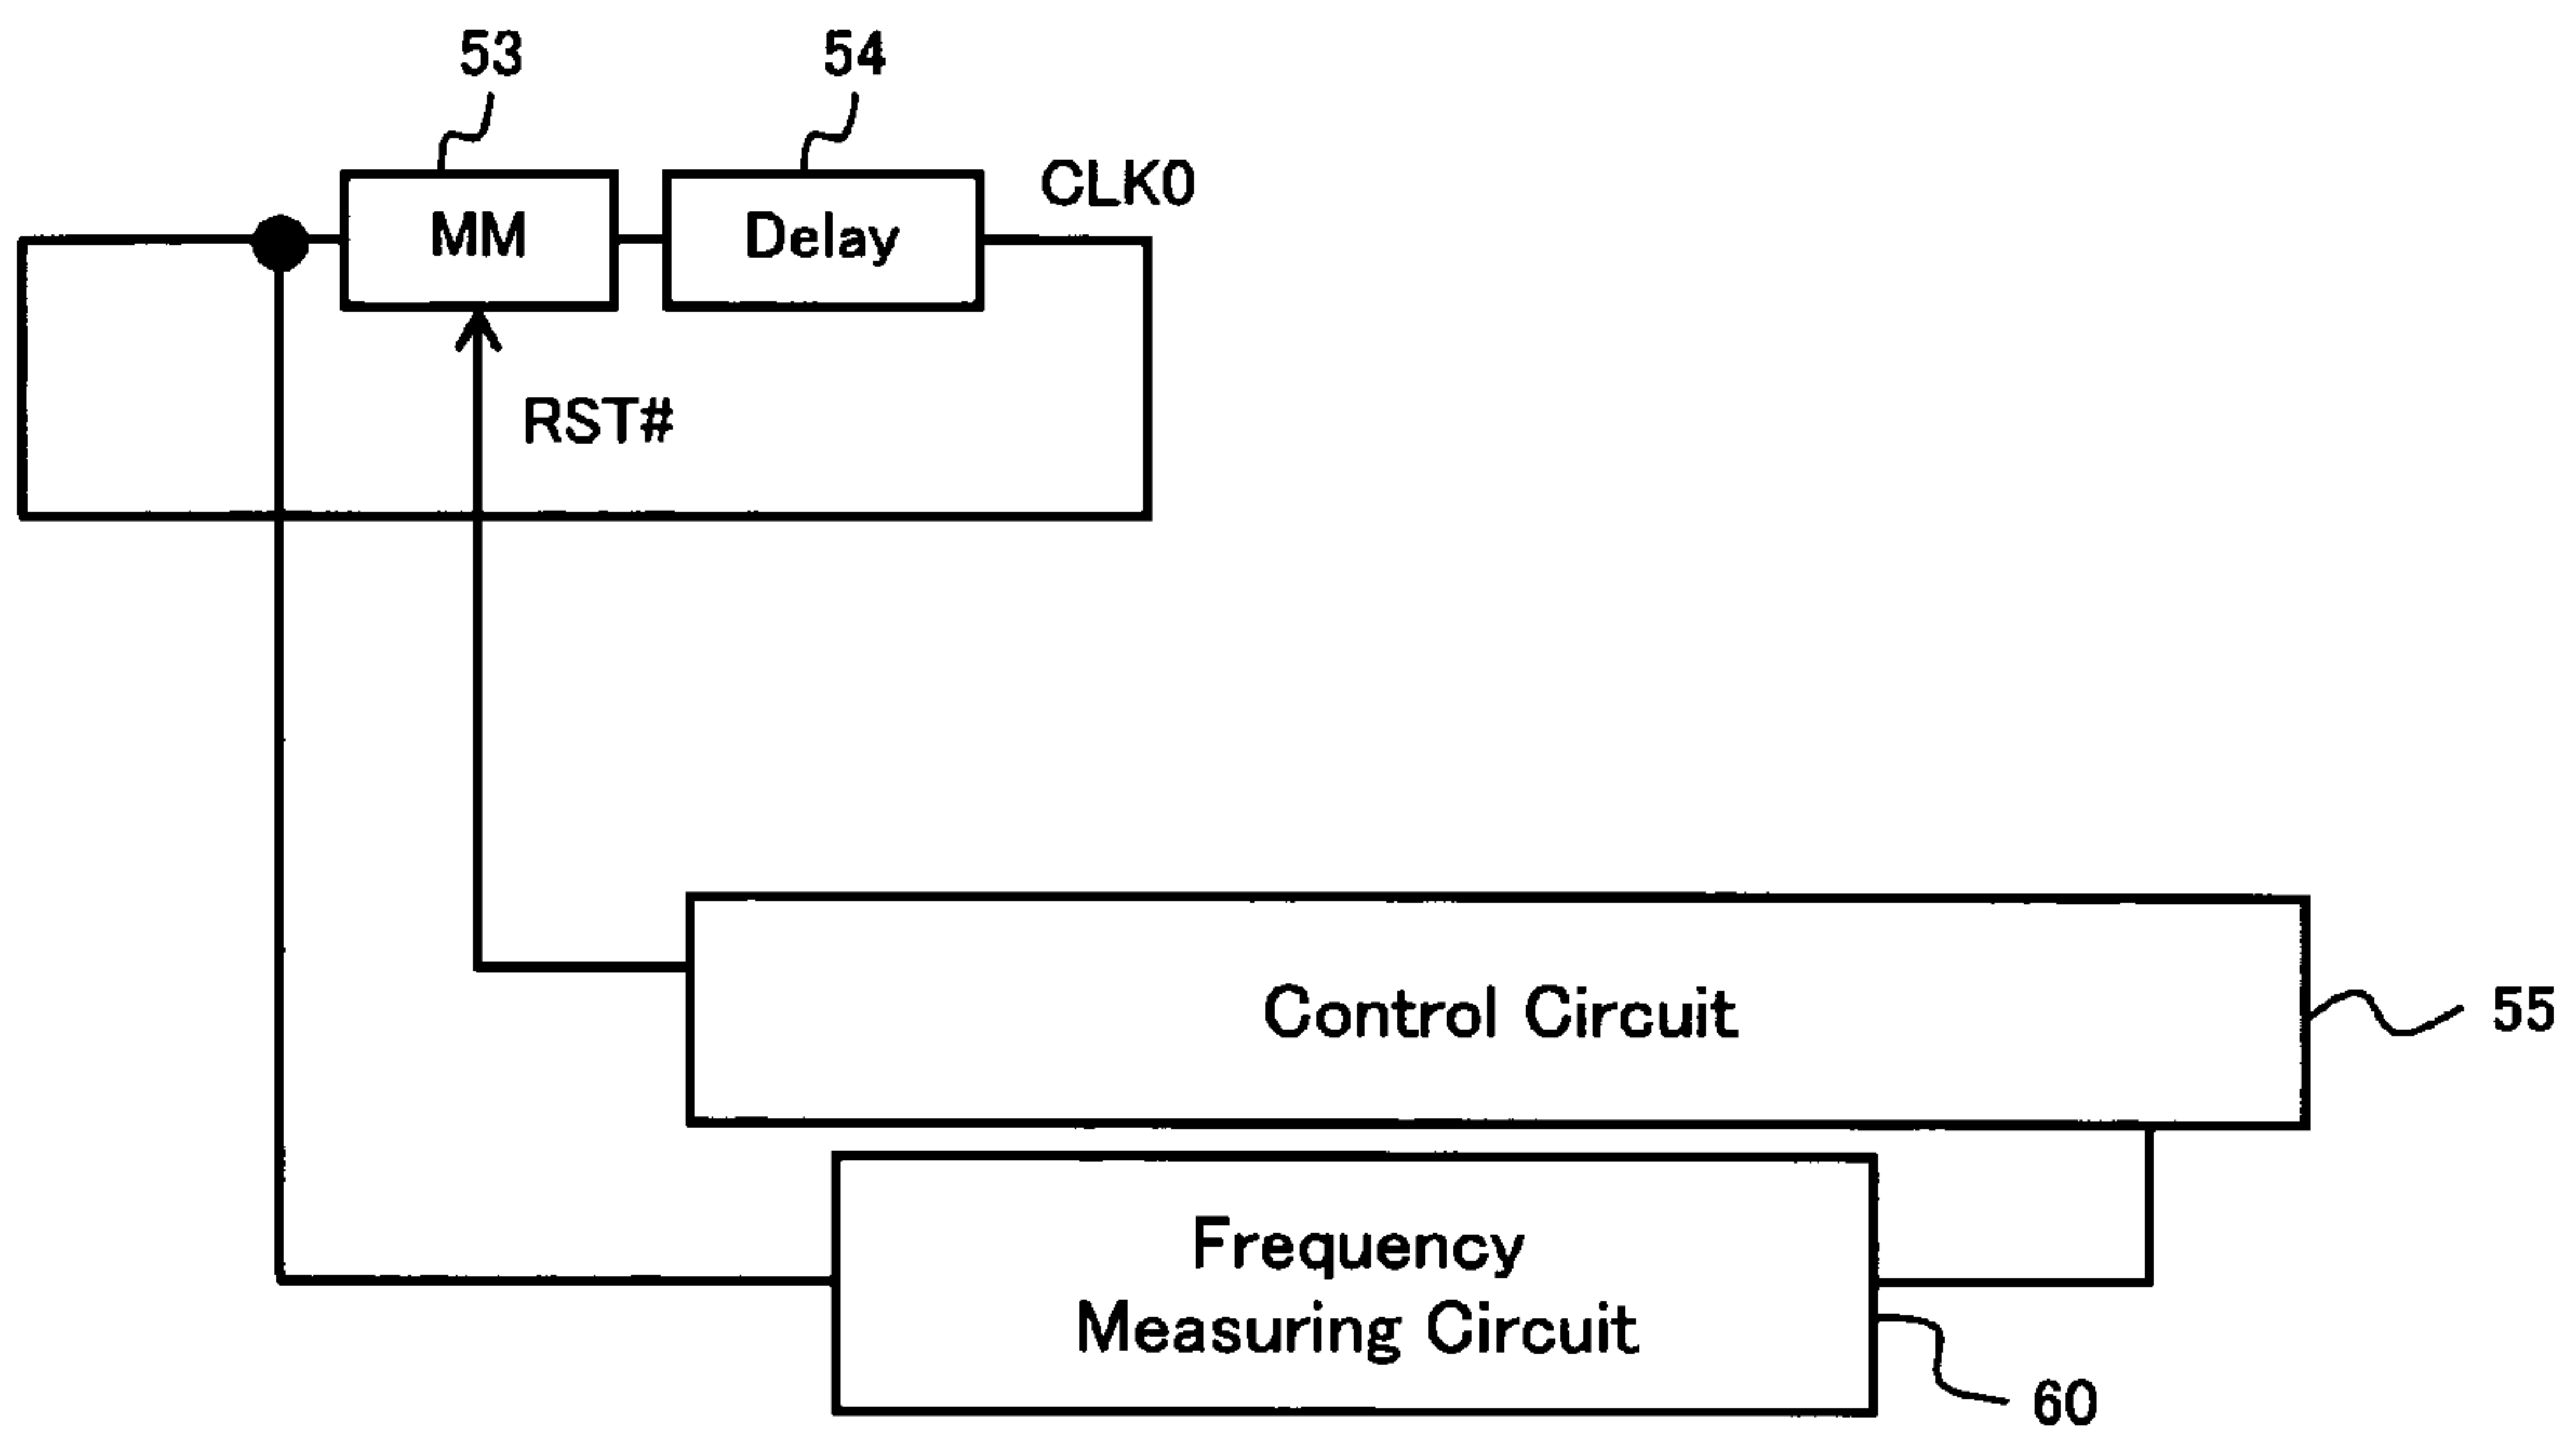 53
54
CLK0
MM
Delay
RST#
Control Circuit
55
Frequency
Measuring Circuit
60